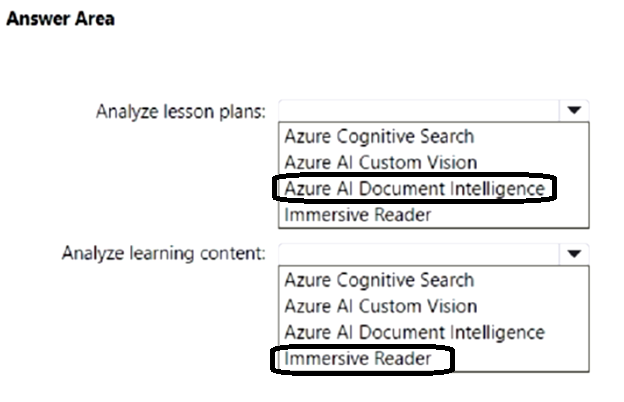 Answer Area
Analyze lesson plans:
Azure Cognitive Search
Azure AI Custom Vision
Azure AI Document Intelligence
Immersive Reader
Analyze learning content:
Azure Cognitive Search
Azure AI Custom Vision
Azure AI Document Intelligence
Immersive Reader